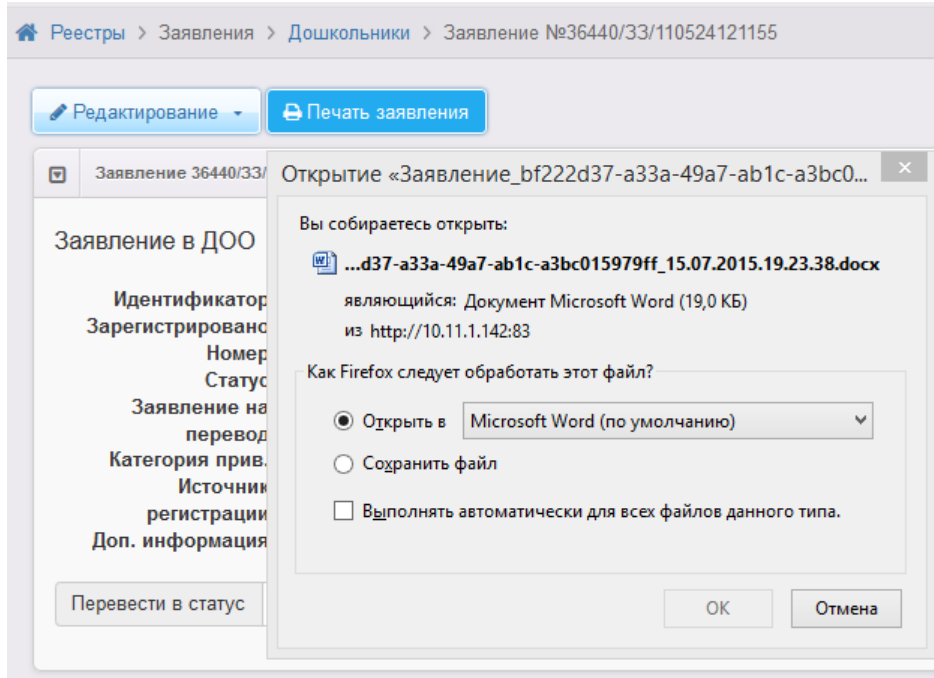 Реестры > Заявления > Дошкольники > Заявление №36440/ЗЗ/110524121155
Редактирование
Печать заявления
Заявление 36440/ЗЗ/
Открытие «Заявление_bf222d37-a33a-49a7-ab1c-a3bc0...
Вы собираетесь открыть:
...d37-a33a-49a7-ab1c-a3bc015979ff_15.07.2015.19.23.38.docx
являющийся: Документ Microsoft Word (19,0 КБ)
из http://10.11.1.142:83
Как Firefox следует обработать этот файл?
Открыть в
Microsoft Word (по умолчанию)
Сохранить файл
Выполнять автоматически для всех файлов данного типа.
ОК
Отмена
Заявление в ДОО
Идентификатор
Зарегистрировано
Номер
Статус
Заявление на
перевод
Категория прив.
Источник
регистрации
Доп. информация
Перевести в статус